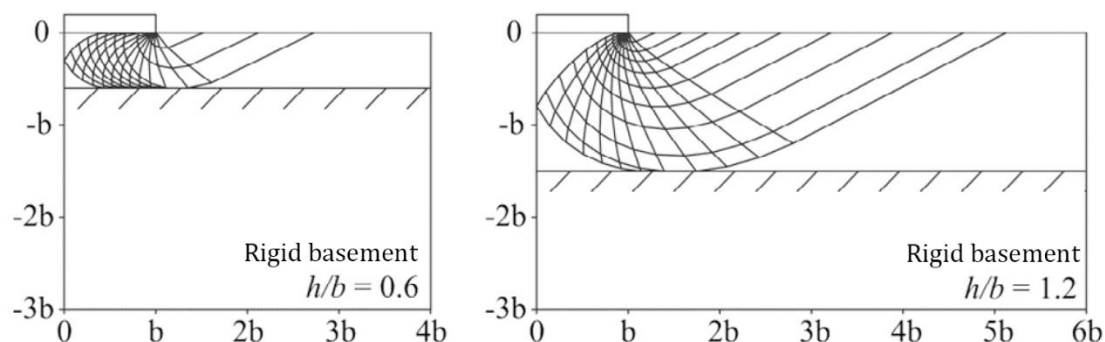 0
-b
-2b
-3b
0 b 2b 3b 4b
Rigid basement
h/b = 0.6
0
-b
-2b
-3b
0 b 2b 3b 4b 5b 6b
Rigid basement
h/b = 1.2